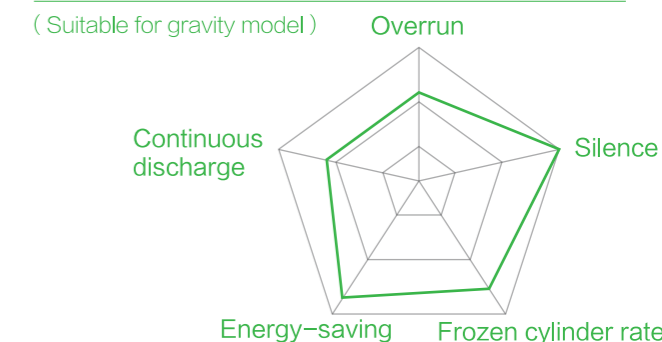 ( Suitable for gravity model )
Overrun
Silence
Continuous
discharge
Energy-saving
Frozen cylinder rate